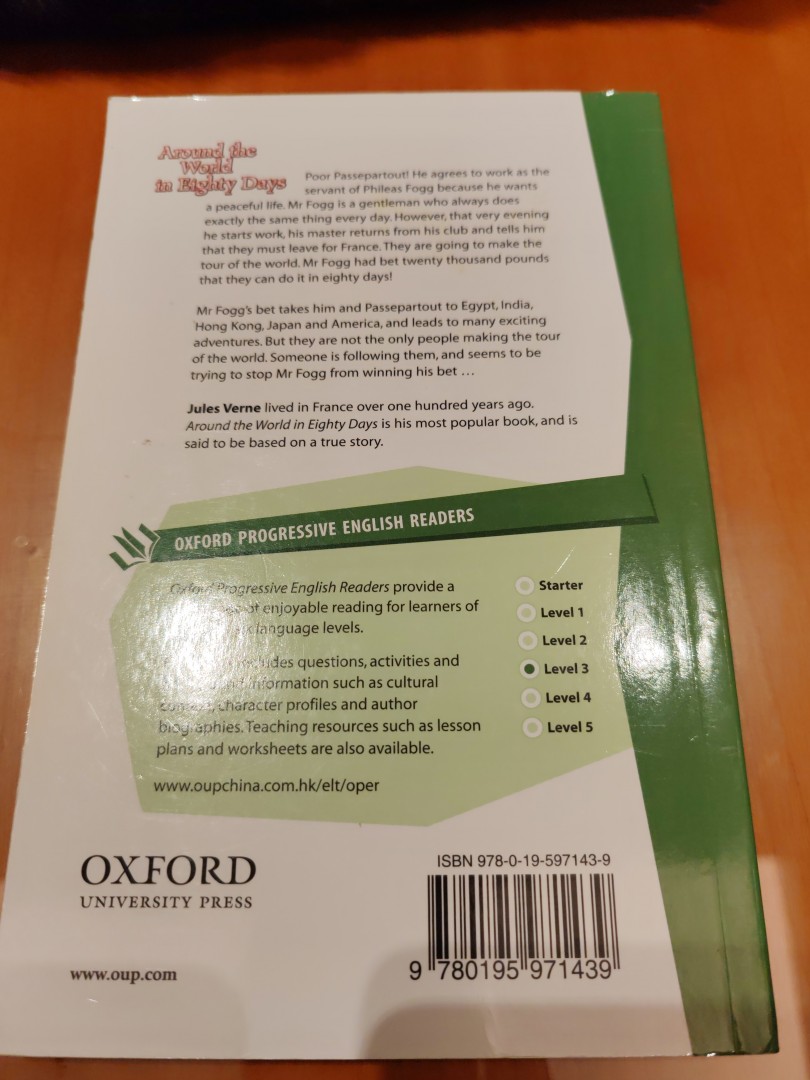 Around the
World
in Eighty Days
Poor Passepartout! He agrees to work as the
servant of Phileas Fogg because he wants
a peaceful life. Mr Fogg is a gentleman who always does
exactly the same thing every day. However, that very evening
he starts work, his master returns from his club and tells him
that they must leave for France. They are going to make the
tour of the world. Mr Fogg had bet twenty thousand pounds
that they can do it in eighty days!
Mr Fogg's bet takes him and Passepartout to Egypt, India,
Hong Kong, Japan and America, and leads to many exciting
adventures. But they are not the only people making the tour
of the world. Someone is following them, and seems to be
trying to stop Mr Fogg from winning his bet ...
Jules Verne lived in France over one hundred years ago.
Around the World in Eighty Days is his most popular book, and is
said to be based on a true story.
OXFORD PROGRESSIVE ENGLISH READERS
Oxford Progressive English Readers provide a
of enjoyable reading for learners of
language levels.
includes questions, activities and
information such as cultural
context, character profiles and author
biographies. Teaching resources such as lesson
plans and worksheets are also available.
www.oupchina.com.hk/elt/oper
Starter
Level 1
Level 2
Level 3
Level 4
Level 5
OXFORD
UNIVERSITY PRESS
www.oup.com
ISBN 978-0-19-597143-9
9 780195 971439